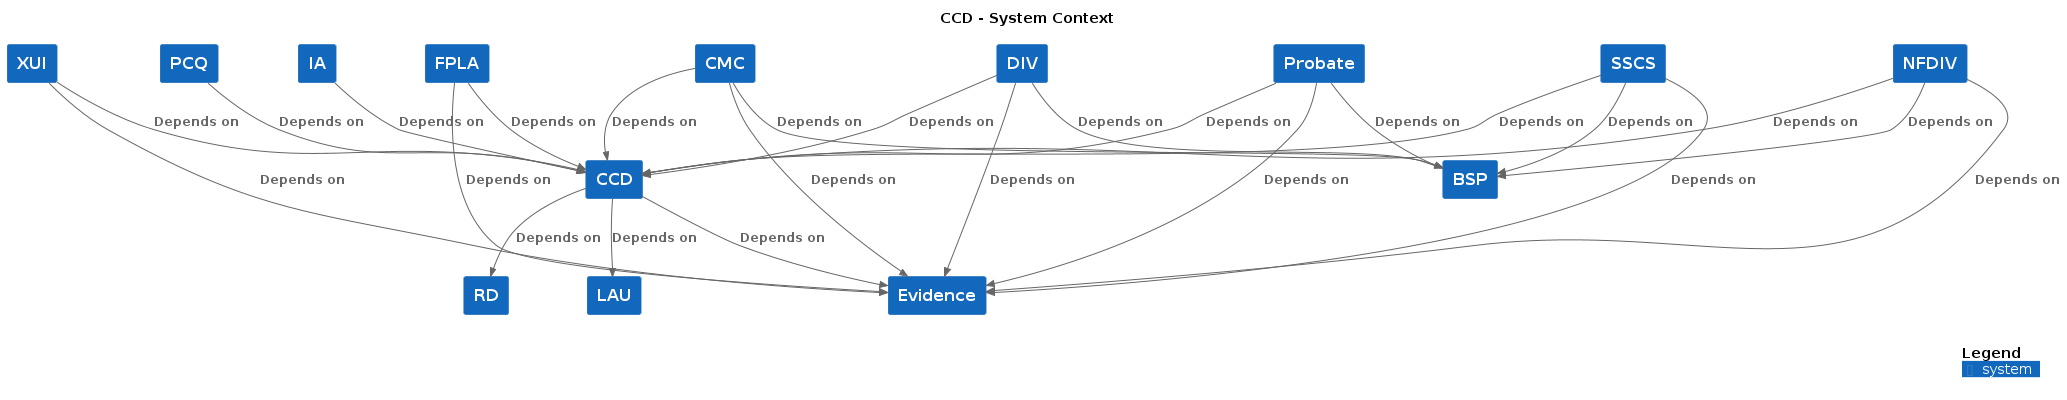 CCD - System Context
XUI
PCQ
IA
FPLA
CMC
DIV
Probate
SSCS
NFDIV
Depends on
Depends on
Depends on
Depends on
Depends on
Depends on
Depends on
Depends on
Depends on
Depends on
Depends on
Depends on
Depends on
CCD
BSP
Depends on
Depends on
Depends on
Depends on
Depends on
Depends on
Depends on
Depends on
Depends on
Depends on
RD
LAU
Evidence
Legend
system